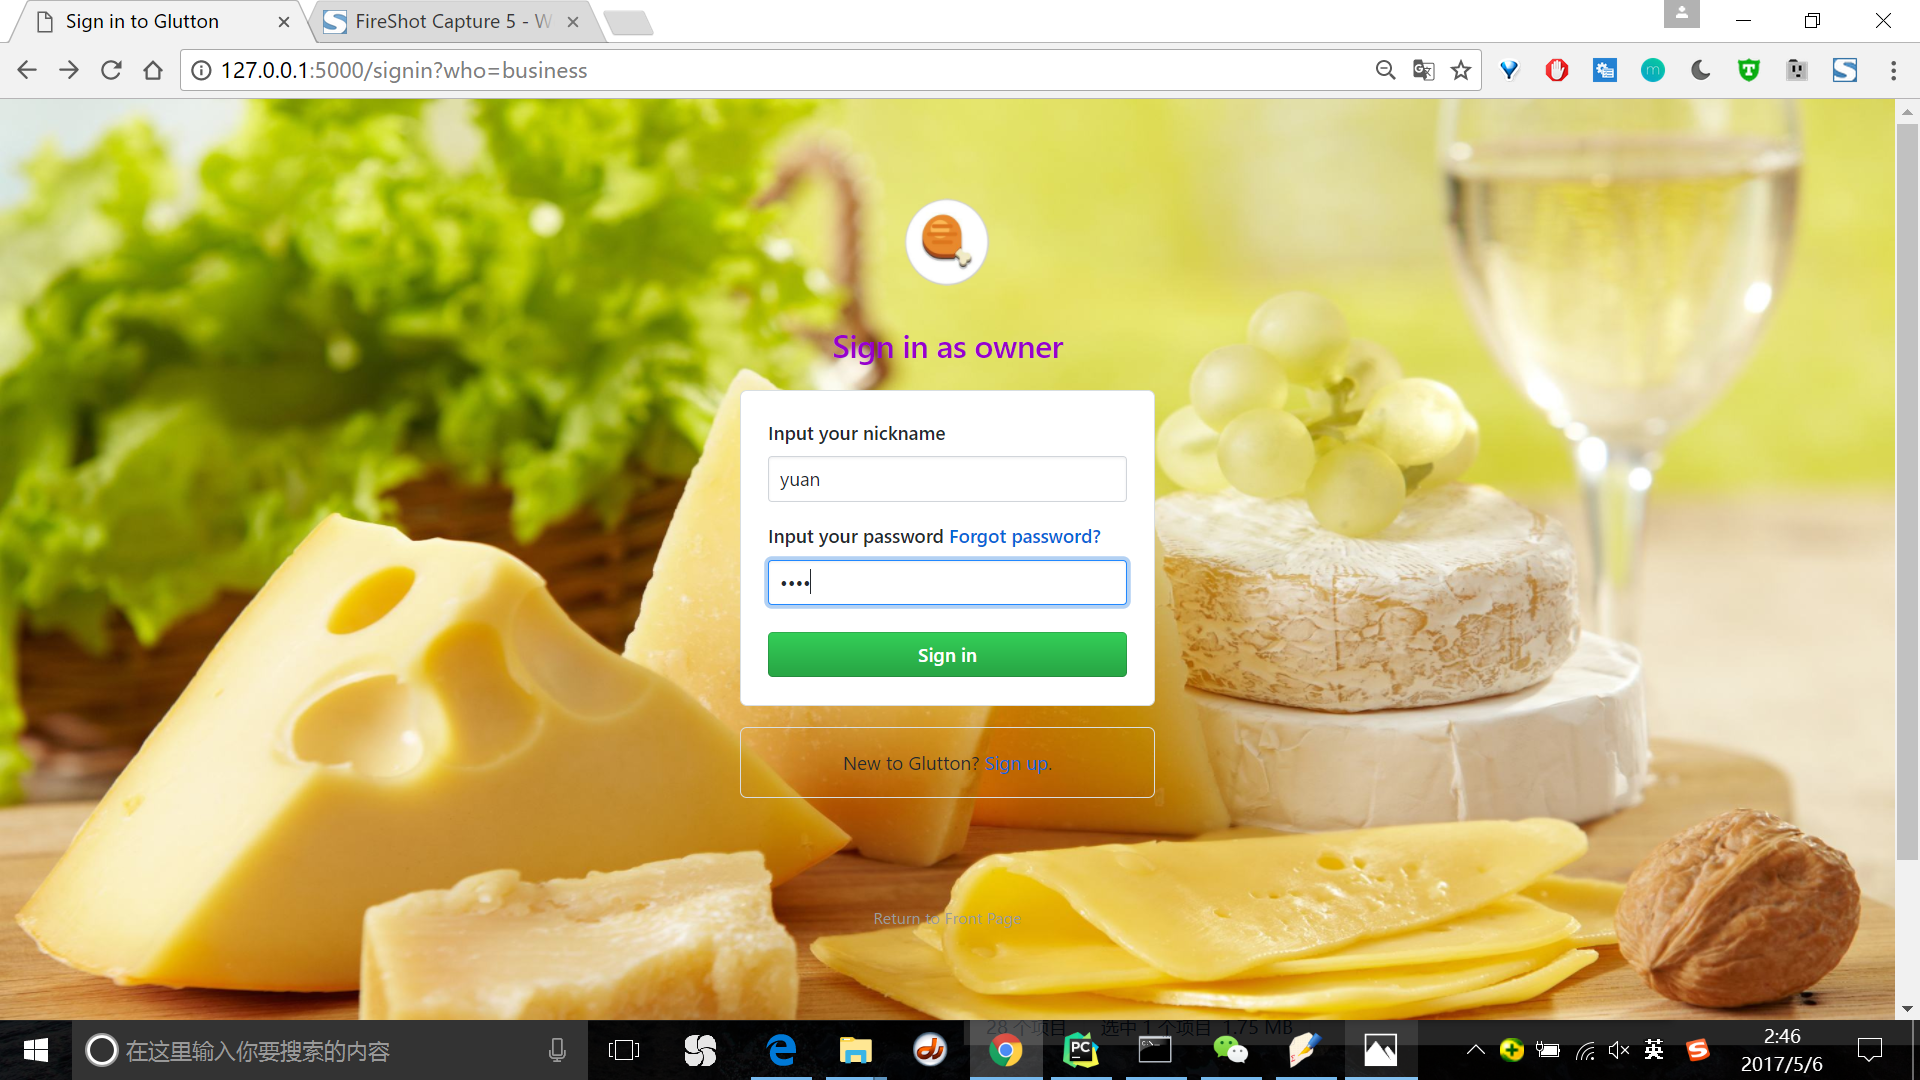 Sign in to Glutton
FireShot Capture 5 - W
127.0.0.1:5000/signin?who=business
Sign in as owner
Input your nickname
yuan
Input your password Forgot password?
••••
Sign in
New to Glutton? Sign up.
Return to Front Page
28 个项目 选中 1 个项目 1.75 MB
在这里输入你要搜索的内容
PC
英
2:46
2017/5/6